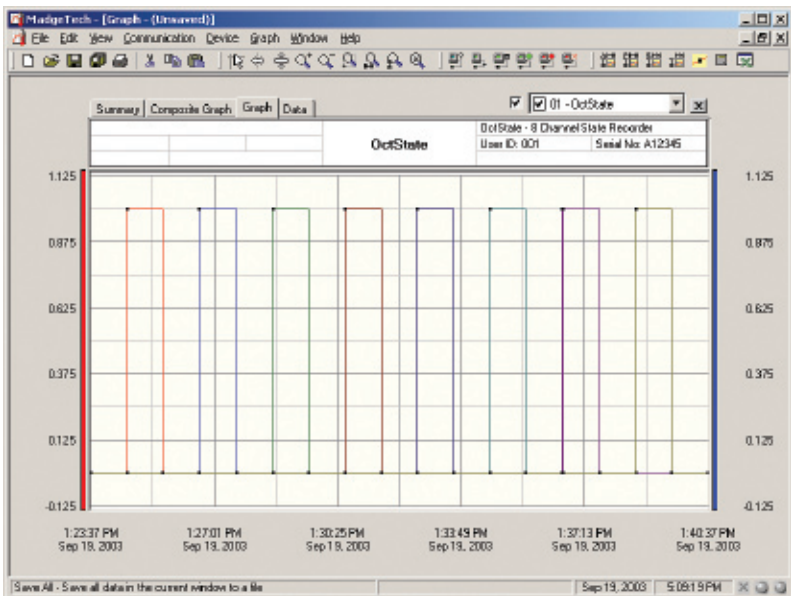 MadgeTech - [Graph - (Unsaved)]
File Edit View Communication Device Graph Window Help
Summary Composite Graph Graph Data
01 - OctState
OctState
OctState - 8 Channel State Recorder
User ID: 001 Serial No: A12345
1.125 1.125
0.875 0.875
0.625 0.625
0.375 0.375
0.125 0.125
-0.125 -0.125
1:23:37 PM 1:27:01 PM 1:30:25 PM 1:33:49 PM 1:37:13 PM 1:40:37 PM
Sep 19, 2003 Sep 19, 2003 Sep 19, 2003 Sep 19, 2003 Sep 19, 2003 Sep 19, 2003
Save All - Save all data in the current window to a file Sep 19, 2003 5:09:19 PM